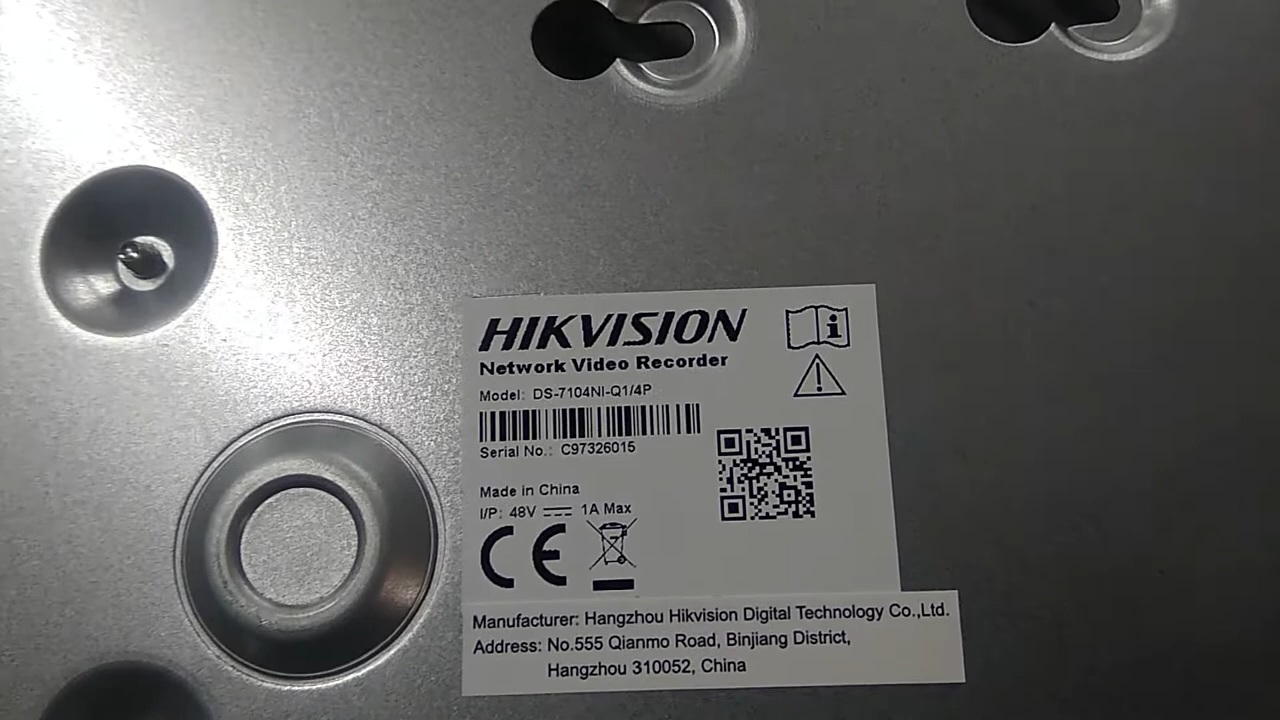 HIKVISION
Network Video Recorder
Model: DS-7104NI-Q1/4P
Serial No.: C97326015
Made in China
I/P: 48V ⎓ 1A Max
CE
Manufacturer: Hangzhou Hikvision Digital Technology Co.,Ltd.
Address: No.555 Qianmo Road, Binjiang District,
Hangzhou 310052, China